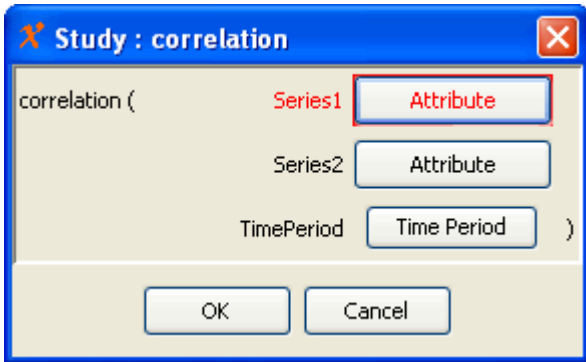 Study : correlation
correlation ( Series1 Attribute
Series2 Attribute
TimePeriod Time Period )
OK Cancel